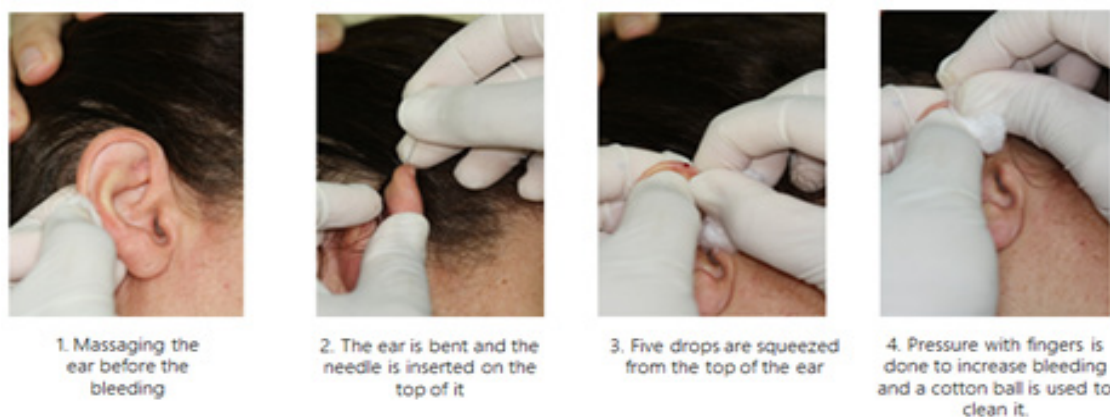 1. Massaging the
ear before the
bleeding
2. The ear is bent and the
needle is inserted on the
top of it
3. Five drops are squeezed
from the top of the ear
4. Pressure with fingers is
done to increase bleeding
and a cotton ball is used to
clean it.